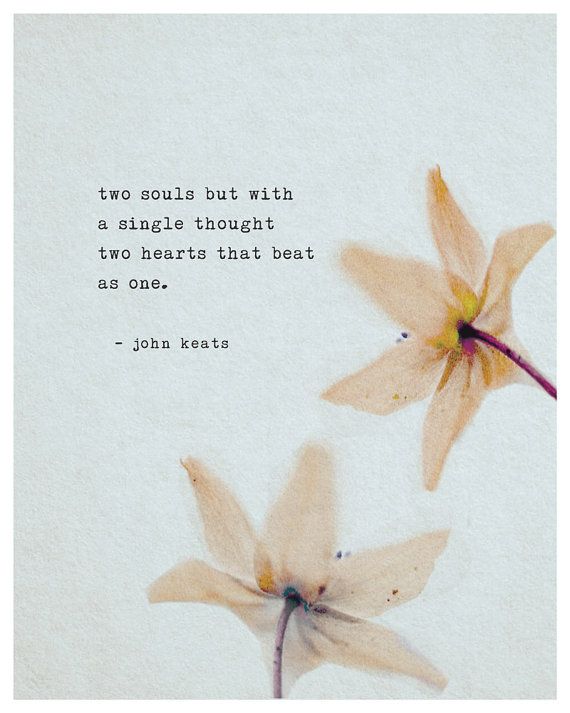 two souls but with
a single thought
two hearts that beat
as one.
- john keats